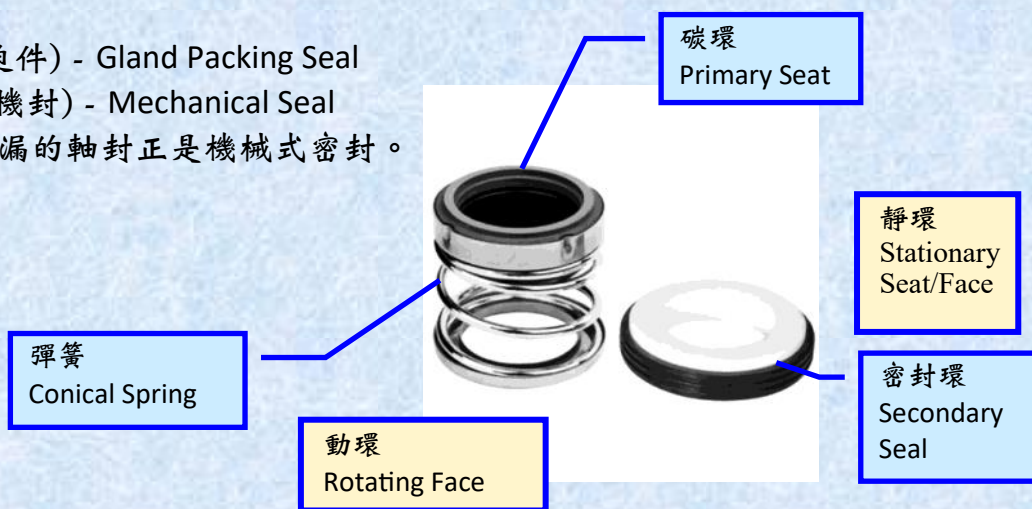 件) - Gland Packing Seal
機封) - Mechanical Seal
漏的軸封正是機械式密封。
碳環
Primary Seat
靜環
Stationary
Seat/Face
彈簧
Conical Spring
密封環
Secondary
Seal
動環
Rotating Face